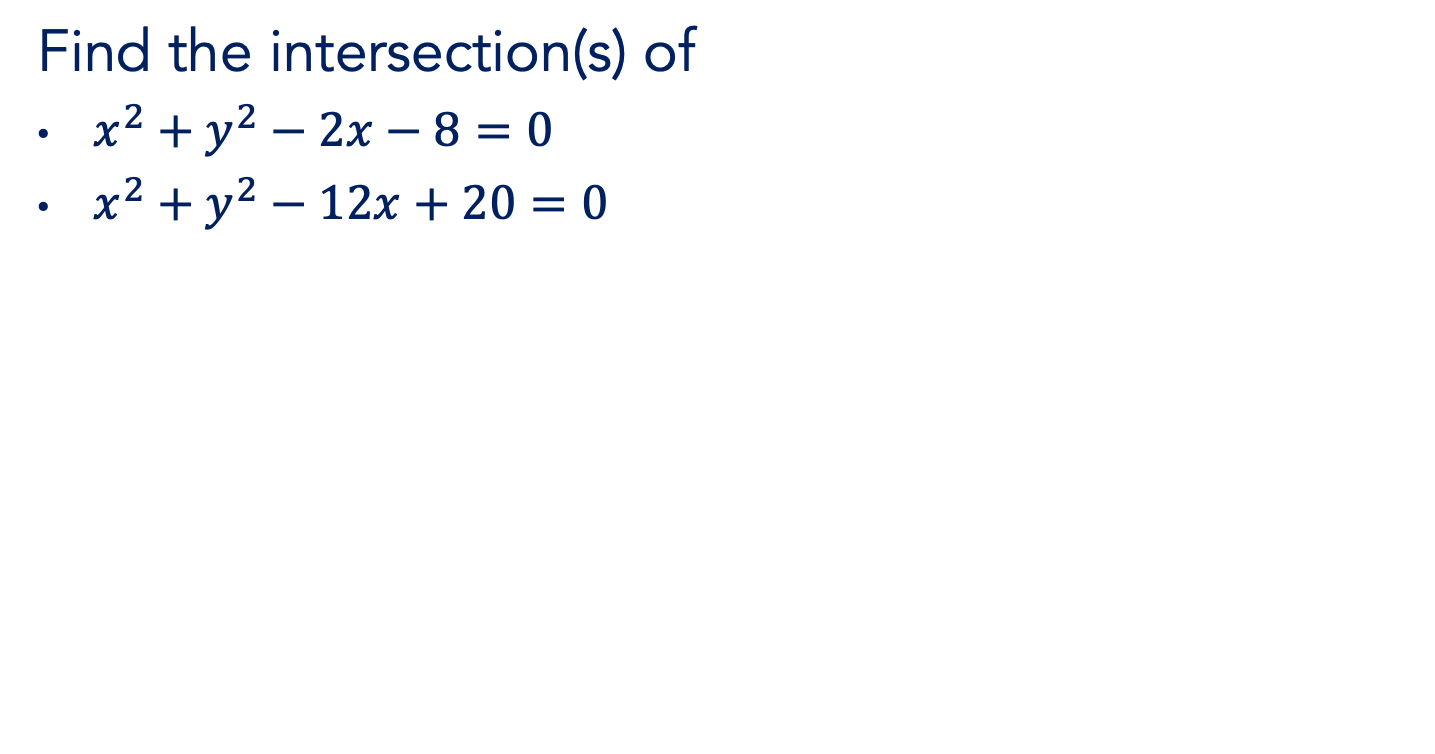 Find the intersection(s) of
• x² + y² − 2x − 8 = 0
• x² + y² − 12x + 20 = 0